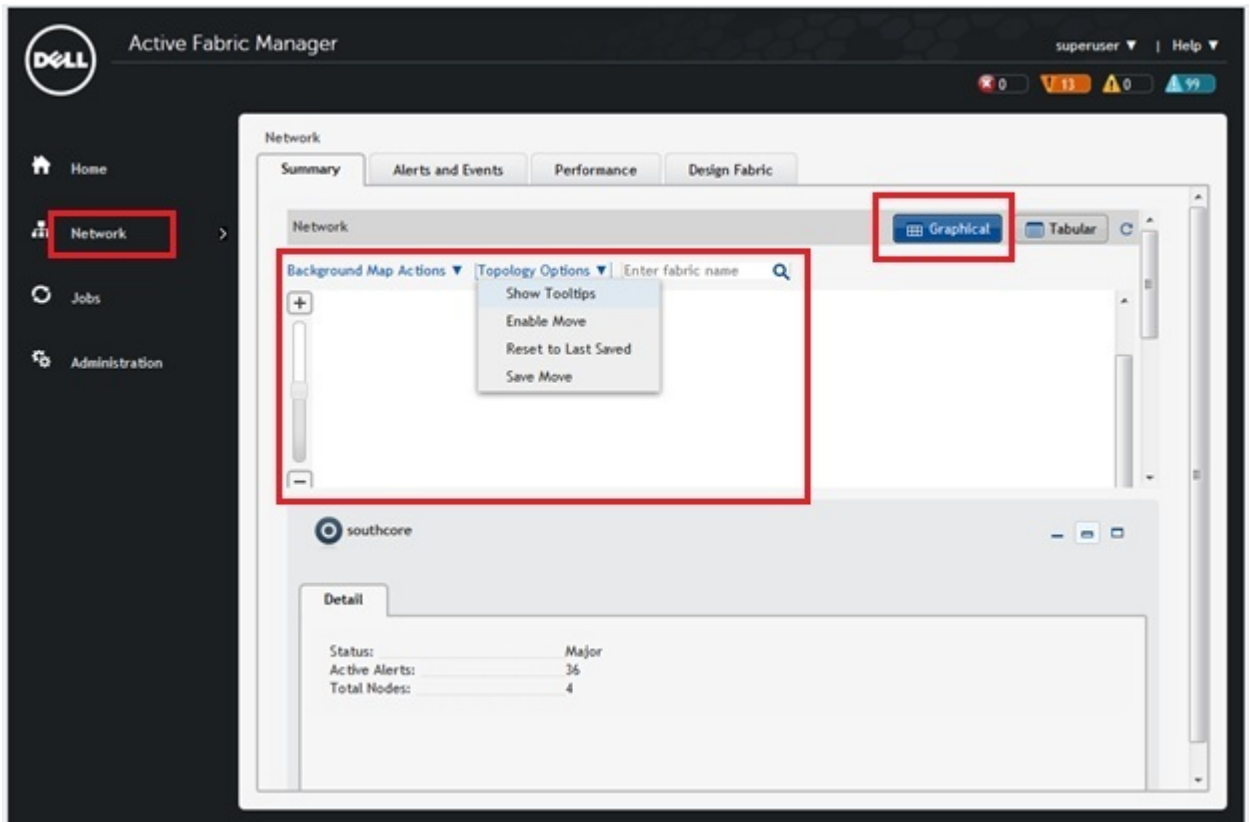 DELL
Active Fabric Manager
superuser ▼ | Help ▼
0 13 0 99
Network
Home
Summary Alerts and Events Performance Design Fabric
Network
Network
Graphical Tabular
Background Map Actions ▼ Topology Options ▼ Enter fabric name
Show Tooltips
Enable Move
Reset to Last Saved
Save Move
Jobs
Administration
southcore
Detail
Status: Major
Active Alerts: 36
Total Nodes: 4